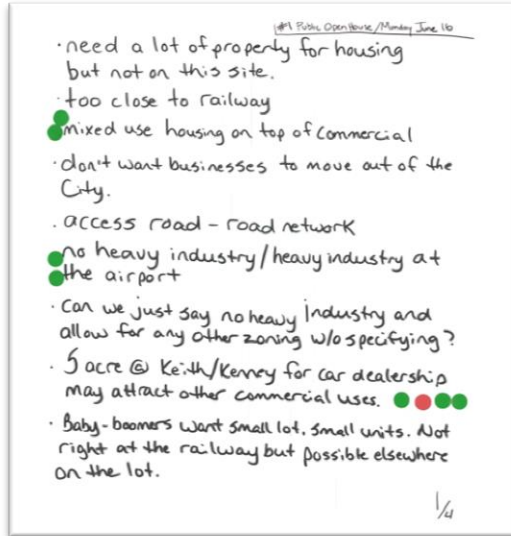 #1 Public Open House/Monday June 16
· need a lot of property for housing
but not on this site.
· too close to railway
mixed use housing on top of commercial
· don't want businesses to move out of the
City.
· access road - road network
no heavy industry/heavy industry at
the airport
· Can we just say no heavy industry and
allow for any other zoning w/o specifying?
· 5 acre @ Keith/Kenney for car dealership
may attract other commercial uses.
· Baby-boomers want small lot, small units. Not
right at the railway but possible elsewhere
on the lot.
1/4